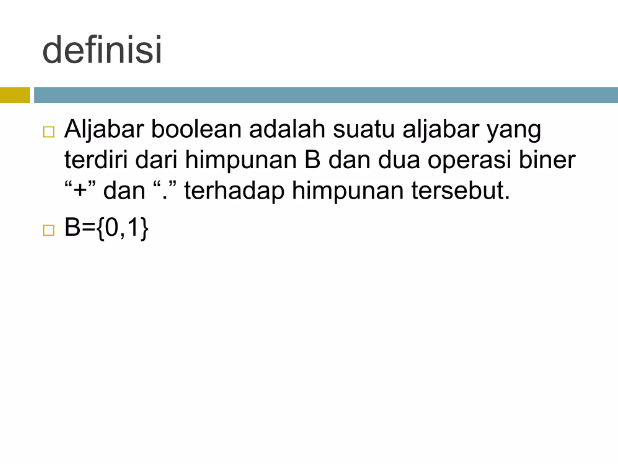 definisi
Aljabar boolean adalah suatu aljabar yang
terdiri dari himpunan B dan dua operasi biner
“+” dan “.” terhadap himpunan tersebut.
B={0,1}